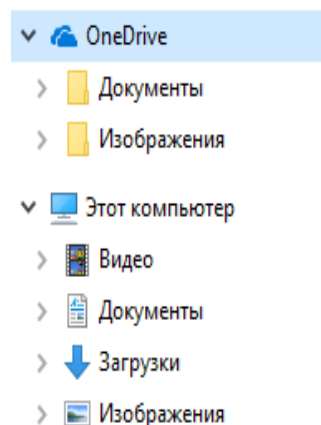 OneDrive
Документы
Изображения
Этот компьютер
Видео
Документы
Загрузки
Изображения